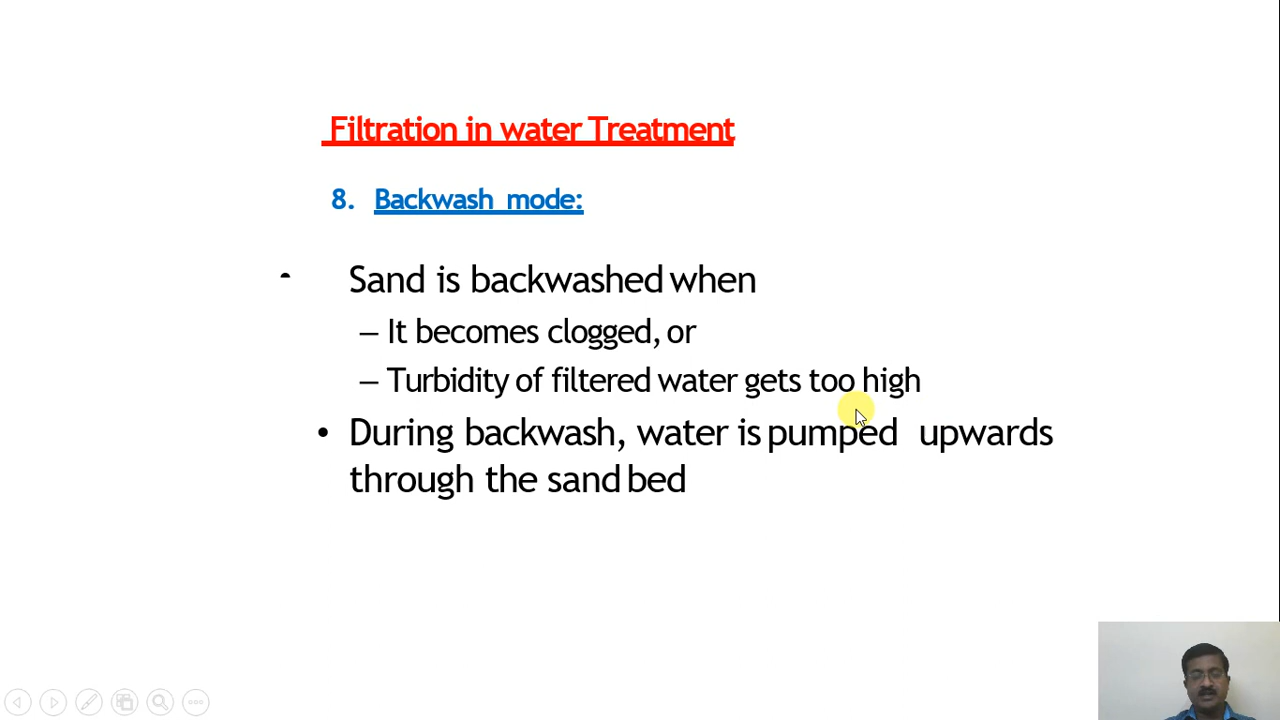 Filtration in water Treatment
8. Backwash mode:
• Sand is backwashed when
– It becomes clogged, or
– Turbidity of filtered water gets too high
• During backwash, water is pumped upwards
through the sand bed